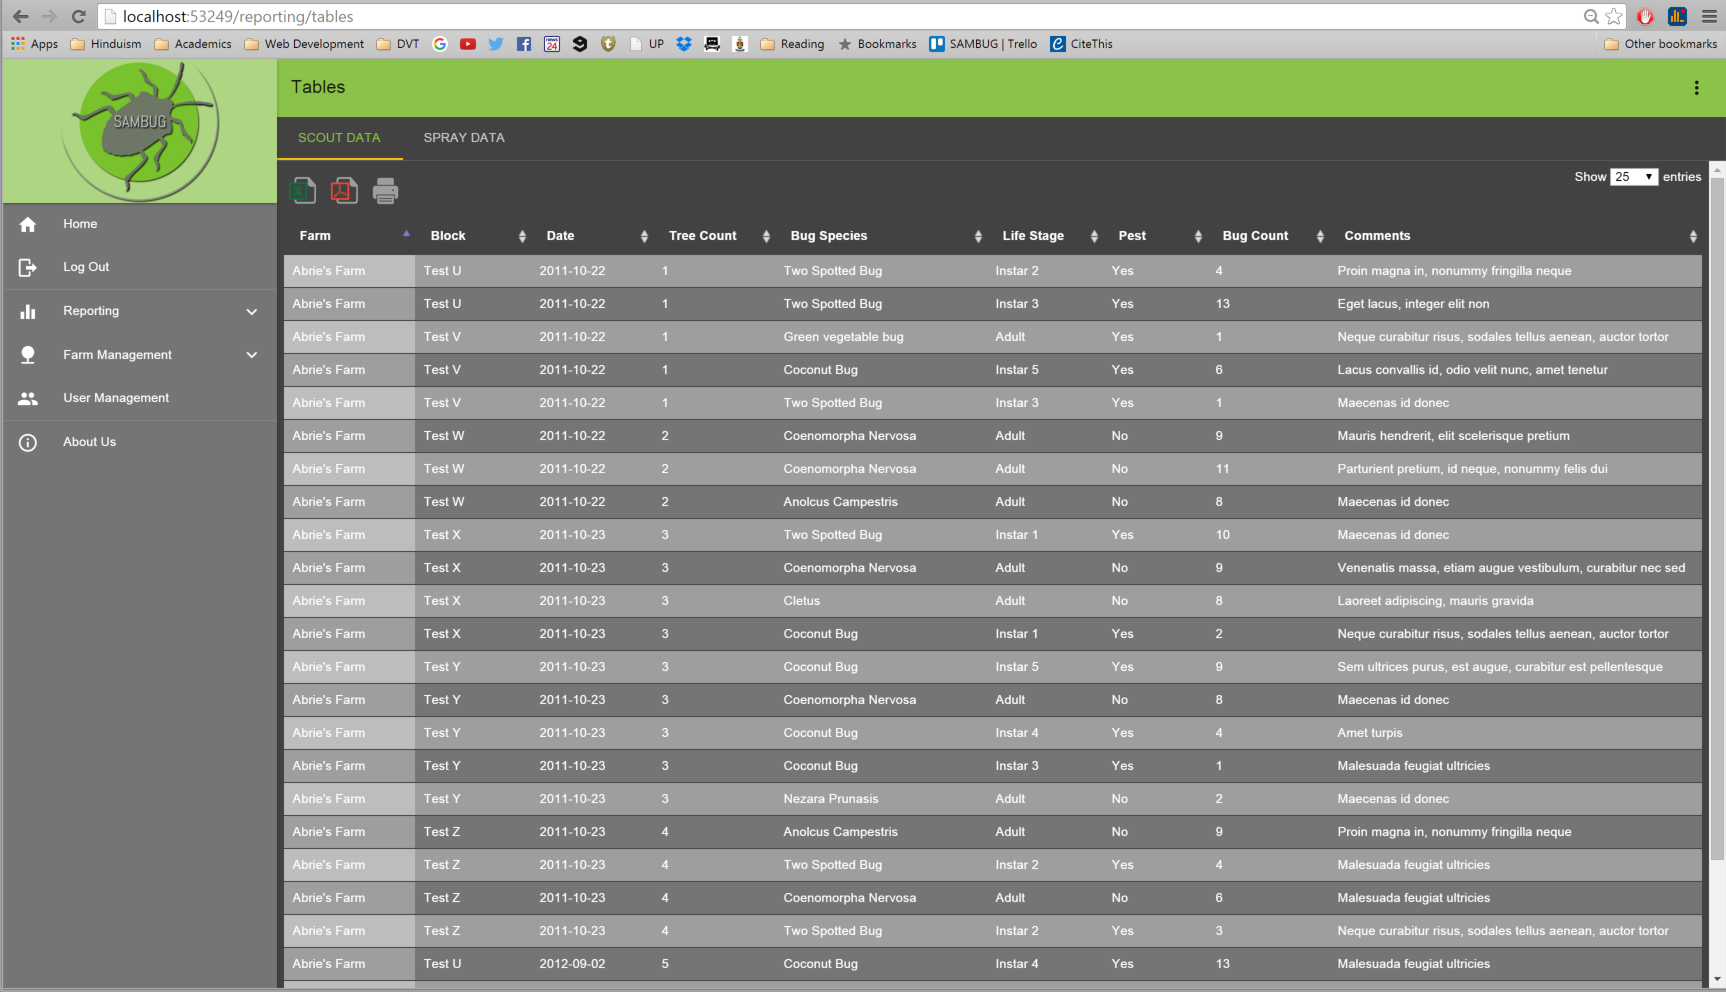 localhost:53249/reporting/tables
Apps Hinduism Academics Web Development DVT UP Reading Bookmarks SAMBUG | Trello CiteThis Other bookmarks
SAMBUG
Home
Log Out
Reporting
Farm Management
User Management
About Us
Tables
SCOUT DATA SPRAY DATA
Show 25 entries
Farm Block Date Tree Count Bug Species Life Stage Pest Bug Count Comments
Abrie's Farm Test U 2011-10-22 1 Two Spotted Bug Instar 2 Yes 4 Proin magna in, nonummy fringilla neque
Abrie's Farm Test U 2011-10-22 1 Two Spotted Bug Instar 3 Yes 13 Eget lacus, integer elit non
Abrie's Farm Test V 2011-10-22 1 Green vegetable bug Adult Yes 1 Neque curabitur risus, sodales tellus aenean, auctor tortor
Abrie's Farm Test V 2011-10-22 1 Coconut Bug Instar 5 Yes 6 Lacus convallis id, odio velit nunc, amet tenetur
Abrie's Farm Test V 2011-10-22 1 Two Spotted Bug Instar 3 Yes 1 Maecenas id donec
Abrie's Farm Test W 2011-10-22 2 Coenomorpha Nervosa Adult No 9 Mauris hendrerit, elit scelerisque pretium
Abrie's Farm Test W 2011-10-22 2 Coenomorpha Nervosa Adult No 11 Parturient pretium, id neque, nonummy felis dui
Abrie's Farm Test W 2011-10-22 2 Anolcus Campestris Adult No 8 Maecenas id donec
Abrie's Farm Test X 2011-10-23 3 Two Spotted Bug Instar 1 Yes 10 Maecenas id donec
Abrie's Farm Test X 2011-10-23 3 Coenomorpha Nervosa Adult No 9 Venenatis massa, etiam augue vestibulum, curabitur nec sed
Abrie's Farm Test X 2011-10-23 3 Cletus Adult No 8 Laoreet adipiscing, mauris gravida
Abrie's Farm Test X 2011-10-23 3 Coconut Bug Instar 1 Yes 2 Neque curabitur risus, sodales tellus aenean, auctor tortor
Abrie's Farm Test Y 2011-10-23 3 Coconut Bug Instar 5 Yes 9 Sem ultrices purus, est augue, curabitur est pellentesque
Abrie's Farm Test Y 2011-10-23 3 Coenomorpha Nervosa Adult No 8 Maecenas id donec
Abrie's Farm Test Y 2011-10-23 3 Coconut Bug Instar 4 Yes 4 Amet turpis
Abrie's Farm Test Y 2011-10-23 3 Coconut Bug Instar 3 Yes 1 Malesuada feugiat ultricies
Abrie's Farm Test Y 2011-10-23 3 Nezara Prunasis Adult No 2 Maecenas id donec
Abrie's Farm Test Z 2011-10-23 4 Anolcus Campestris Adult No 9 Proin magna in, nonummy fringilla neque
Abrie's Farm Test Z 2011-10-23 4 Two Spotted Bug Instar 2 Yes 4 Malesuada feugiat ultricies
Abrie's Farm Test Z 2011-10-23 4 Coenomorpha Nervosa Adult No 6 Malesuada feugiat ultricies
Abrie's Farm Test Z 2011-10-23 4 Two Spotted Bug Instar 2 Yes 3 Neque curabitur risus, sodales tellus aenean, auctor tortor
Abrie's Farm Test U 2012-09-02 5 Coconut Bug Instar 4 Yes 13 Malesuada feugiat ultricies